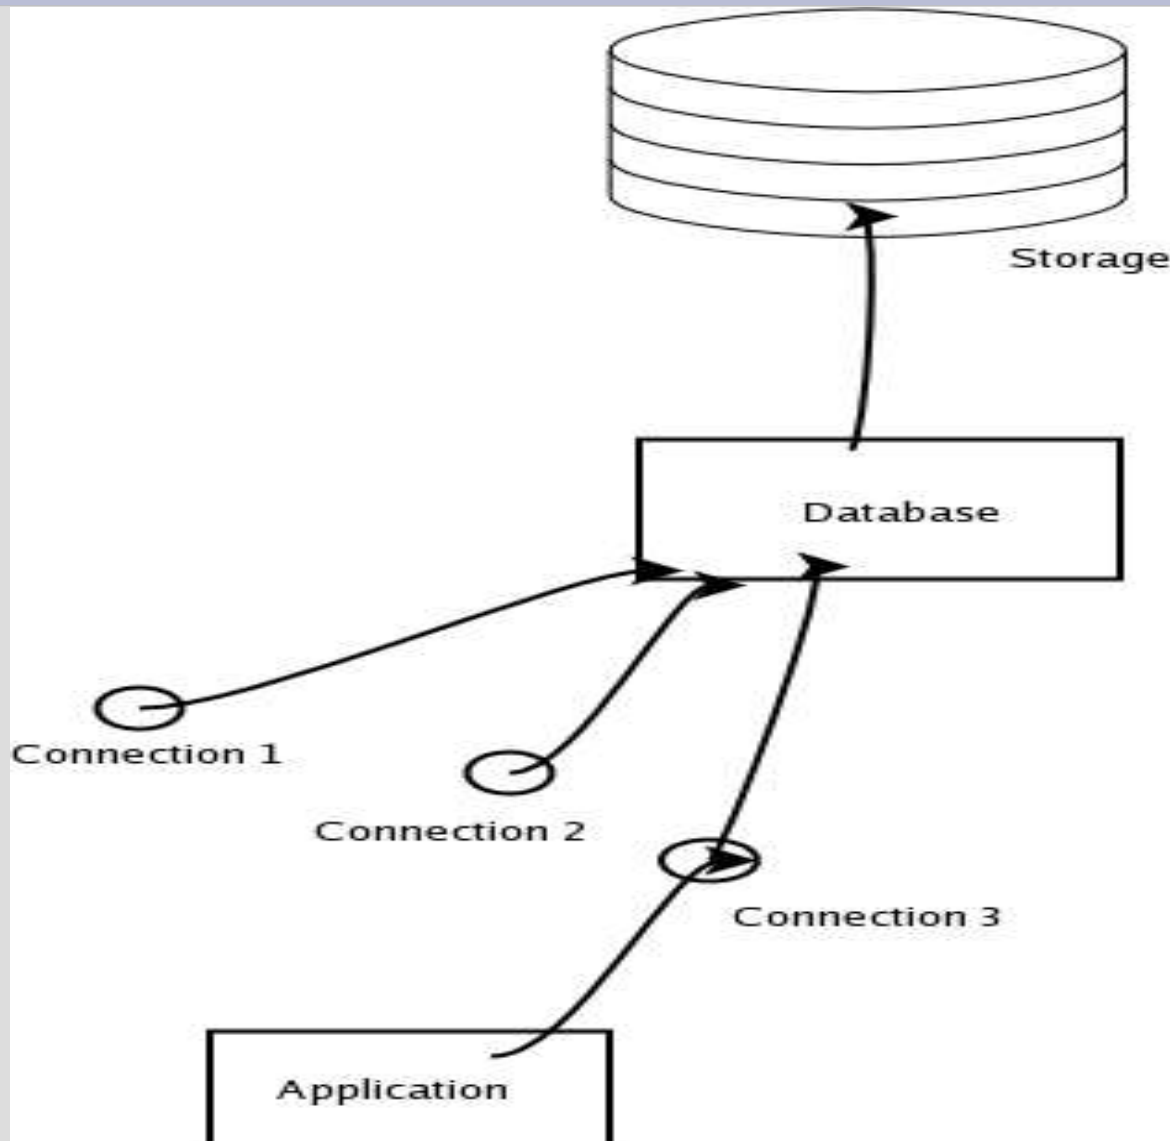 Storage
Database
Connection 1
Connection 2
Connection 3
Application